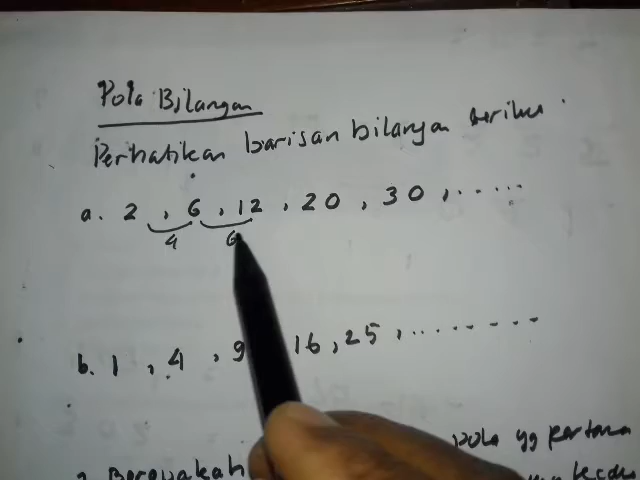 Pola Bilangan
Perhatikan barisan bilangan berikut
a. 2 , 6 , 12 , 20 , 30 , ......
4 6
b. 1 , 4 , 9 16 , 25 , ........
2. Berapakah pola yg pertama